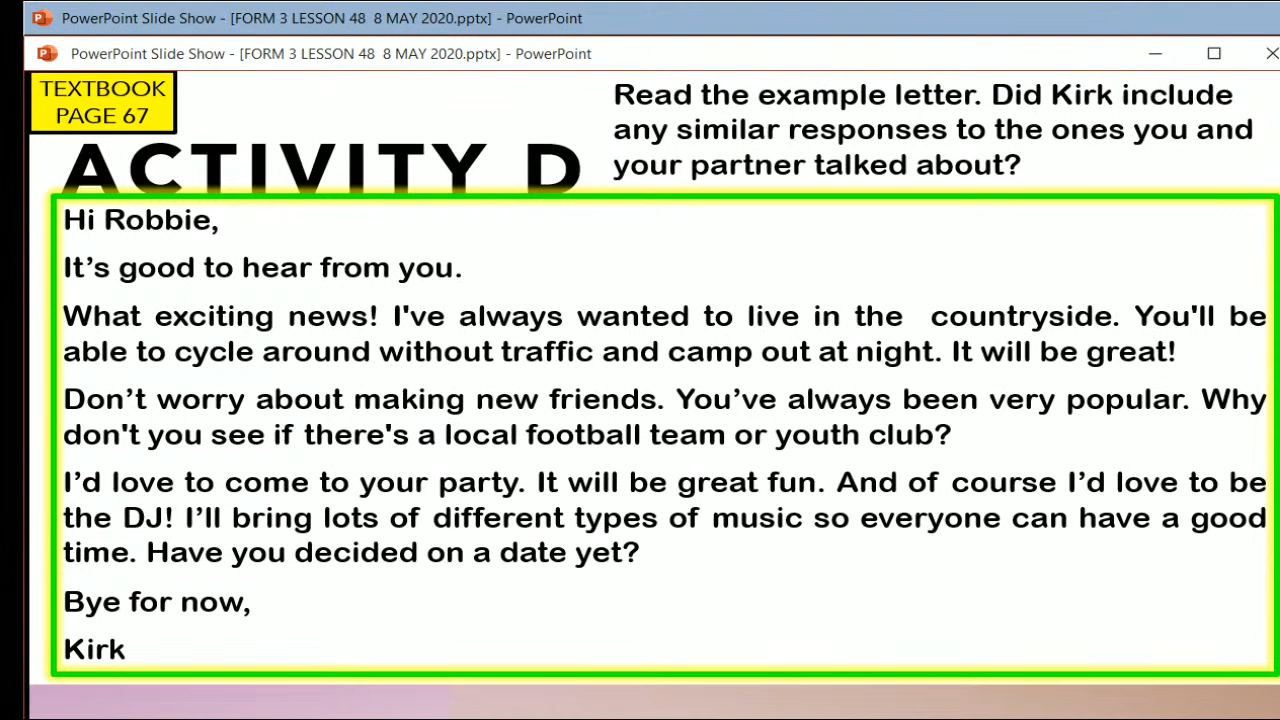 PowerPoint Slide Show - [FORM 3 LESSON 48 8 MAY 2020.pptx] - PowerPoint
PowerPoint Slide Show - [FORM 3 LESSON 48 8 MAY 2020.pptx] - PowerPoint
TEXTBOOK
PAGE 67
ACTIVITY D
Read the example letter. Did Kirk include
any similar responses to the ones you and
your partner talked about?
Hi Robbie,
It’s good to hear from you.
What exciting news! I've always wanted to live in the countryside. You'll be
able to cycle around without traffic and camp out at night. It will be great!
Don’t worry about making new friends. You’ve always been very popular. Why
don't you see if there's a local football team or youth club?
I’d love to come to your party. It will be great fun. And of course I’d love to be
the DJ! I’ll bring lots of different types of music so everyone can have a good
time. Have you decided on a date yet?
Bye for now,
Kirk